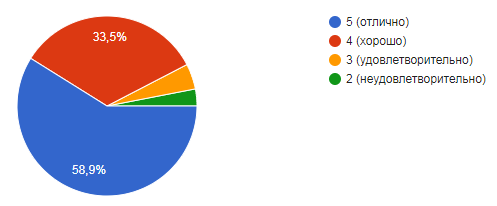 33,5%
58,9%
5 (отлично)
4 (хорошо)
3 (удовлетворительно)
2 (неудовлетворительно)